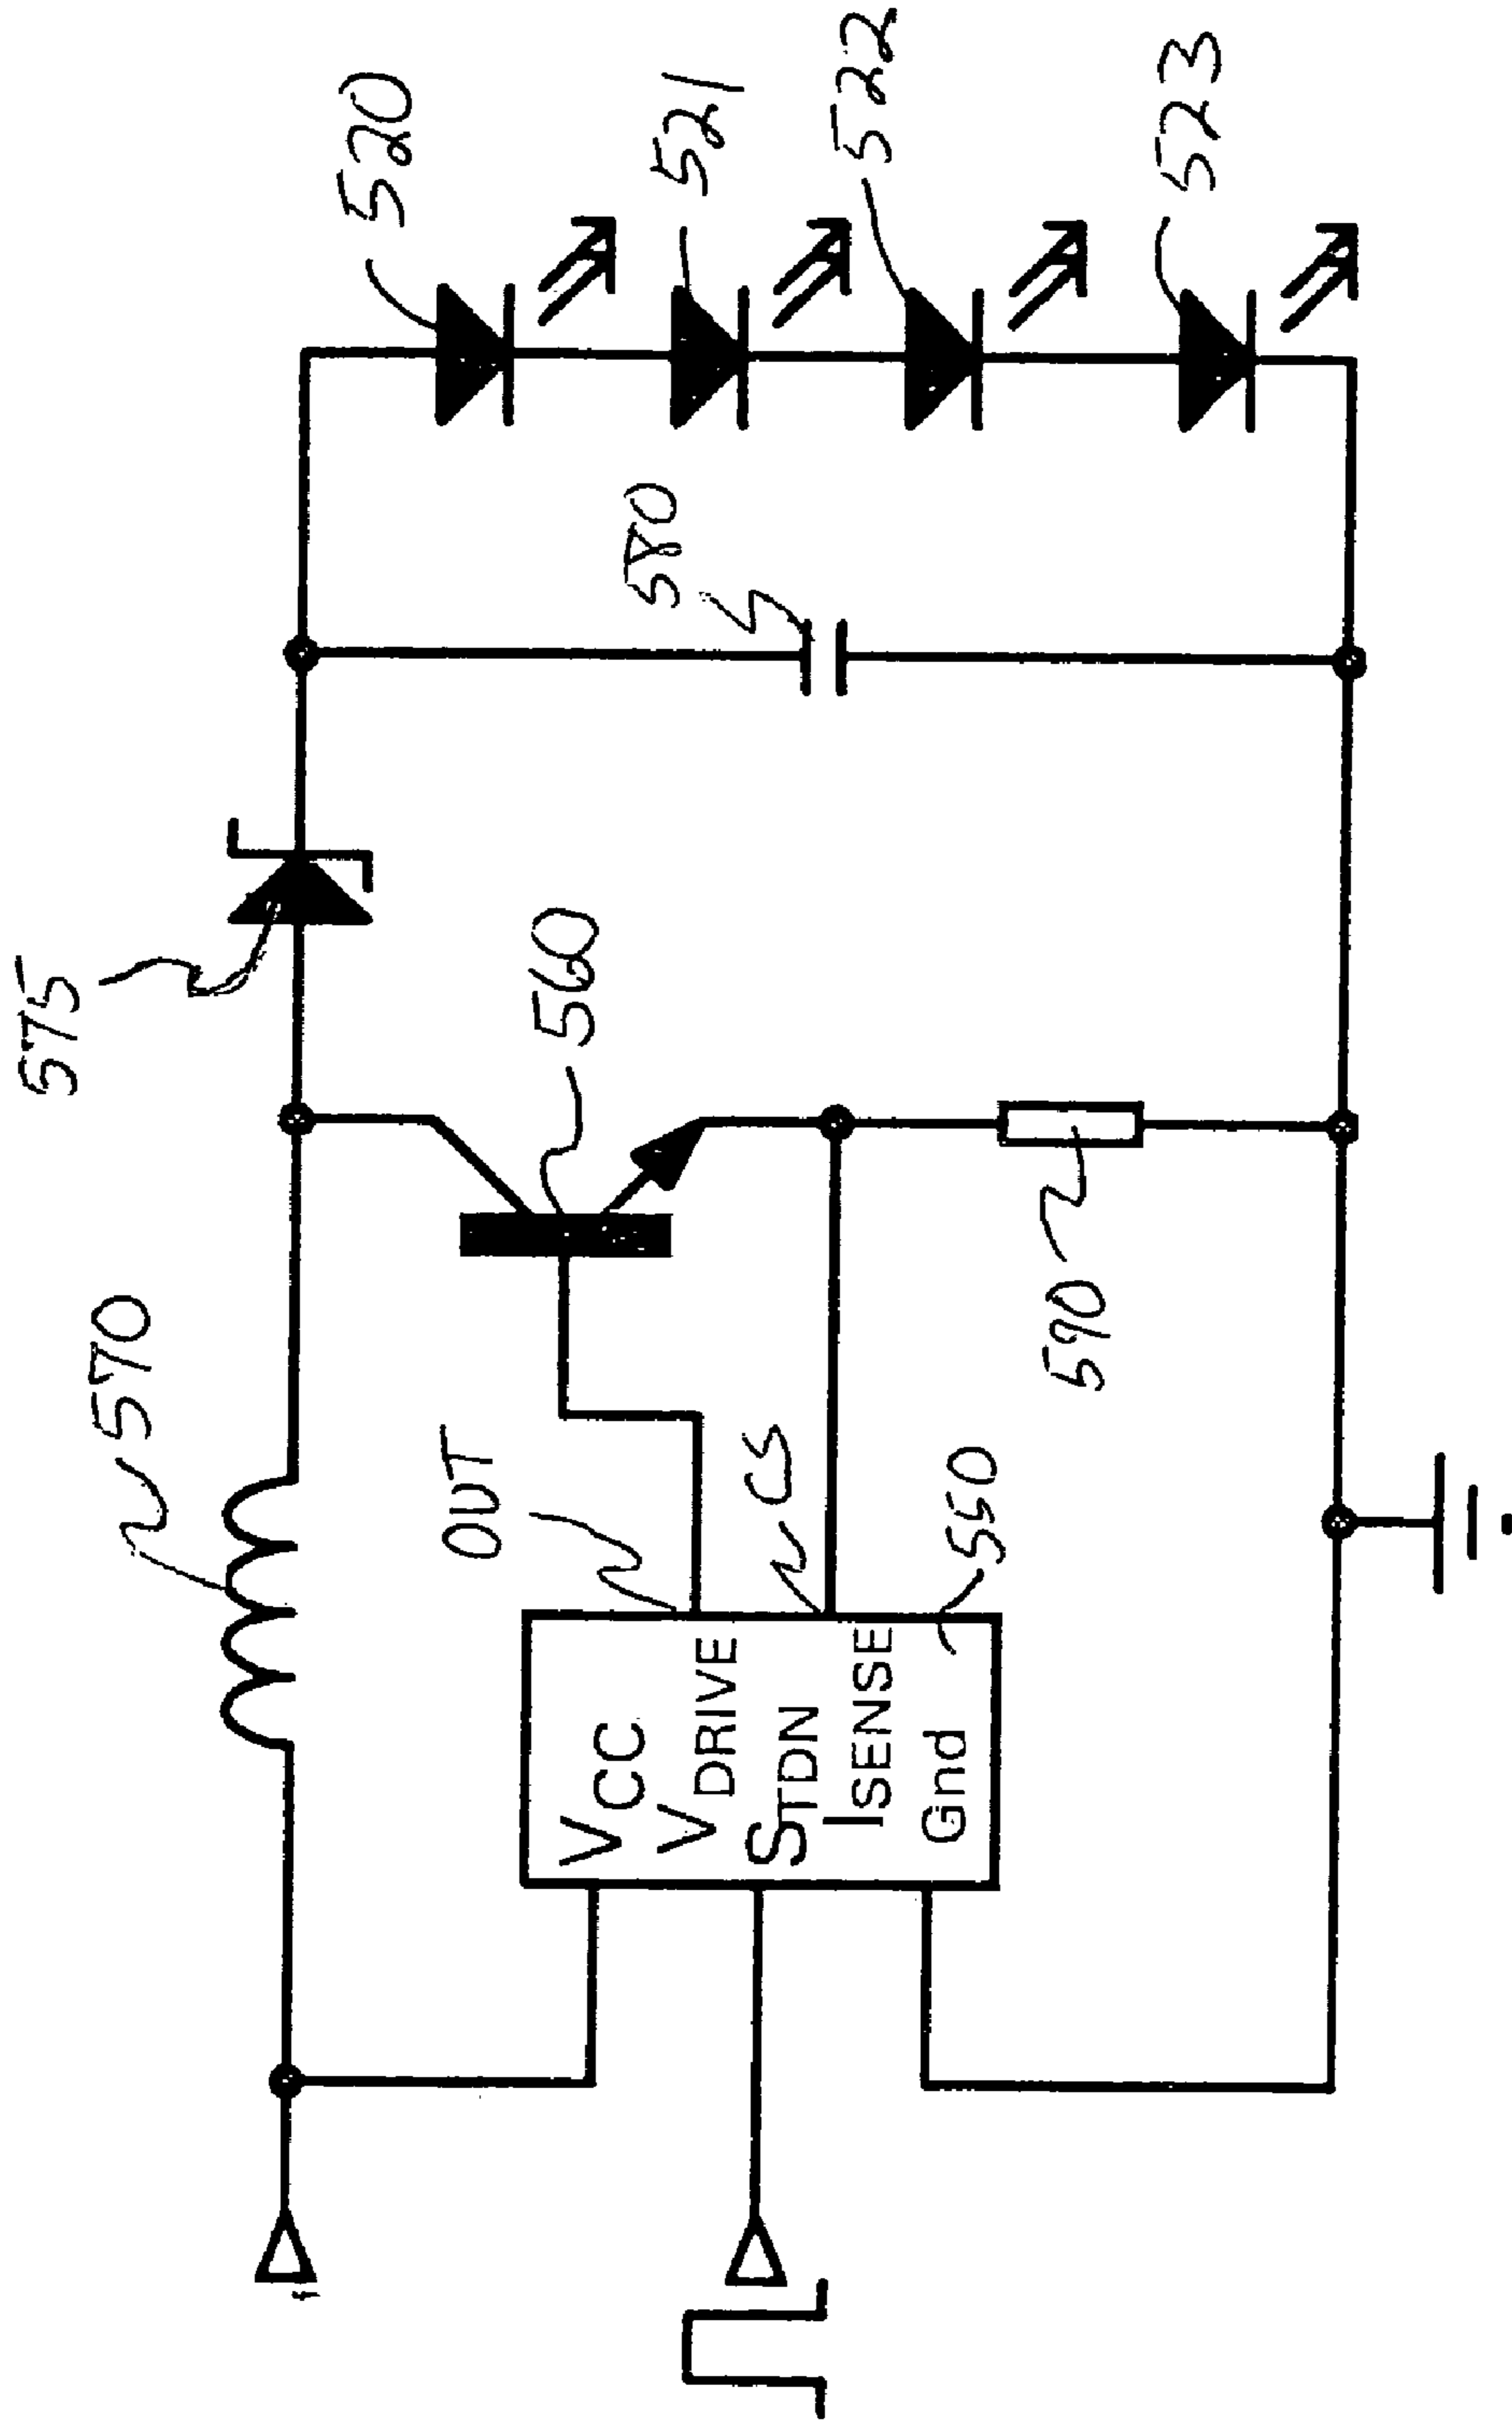 575
570
560
580
520
521
522
523
OUT
CS
590
550
VCC
VDRIVE
STDN
ISENSE
Gnd